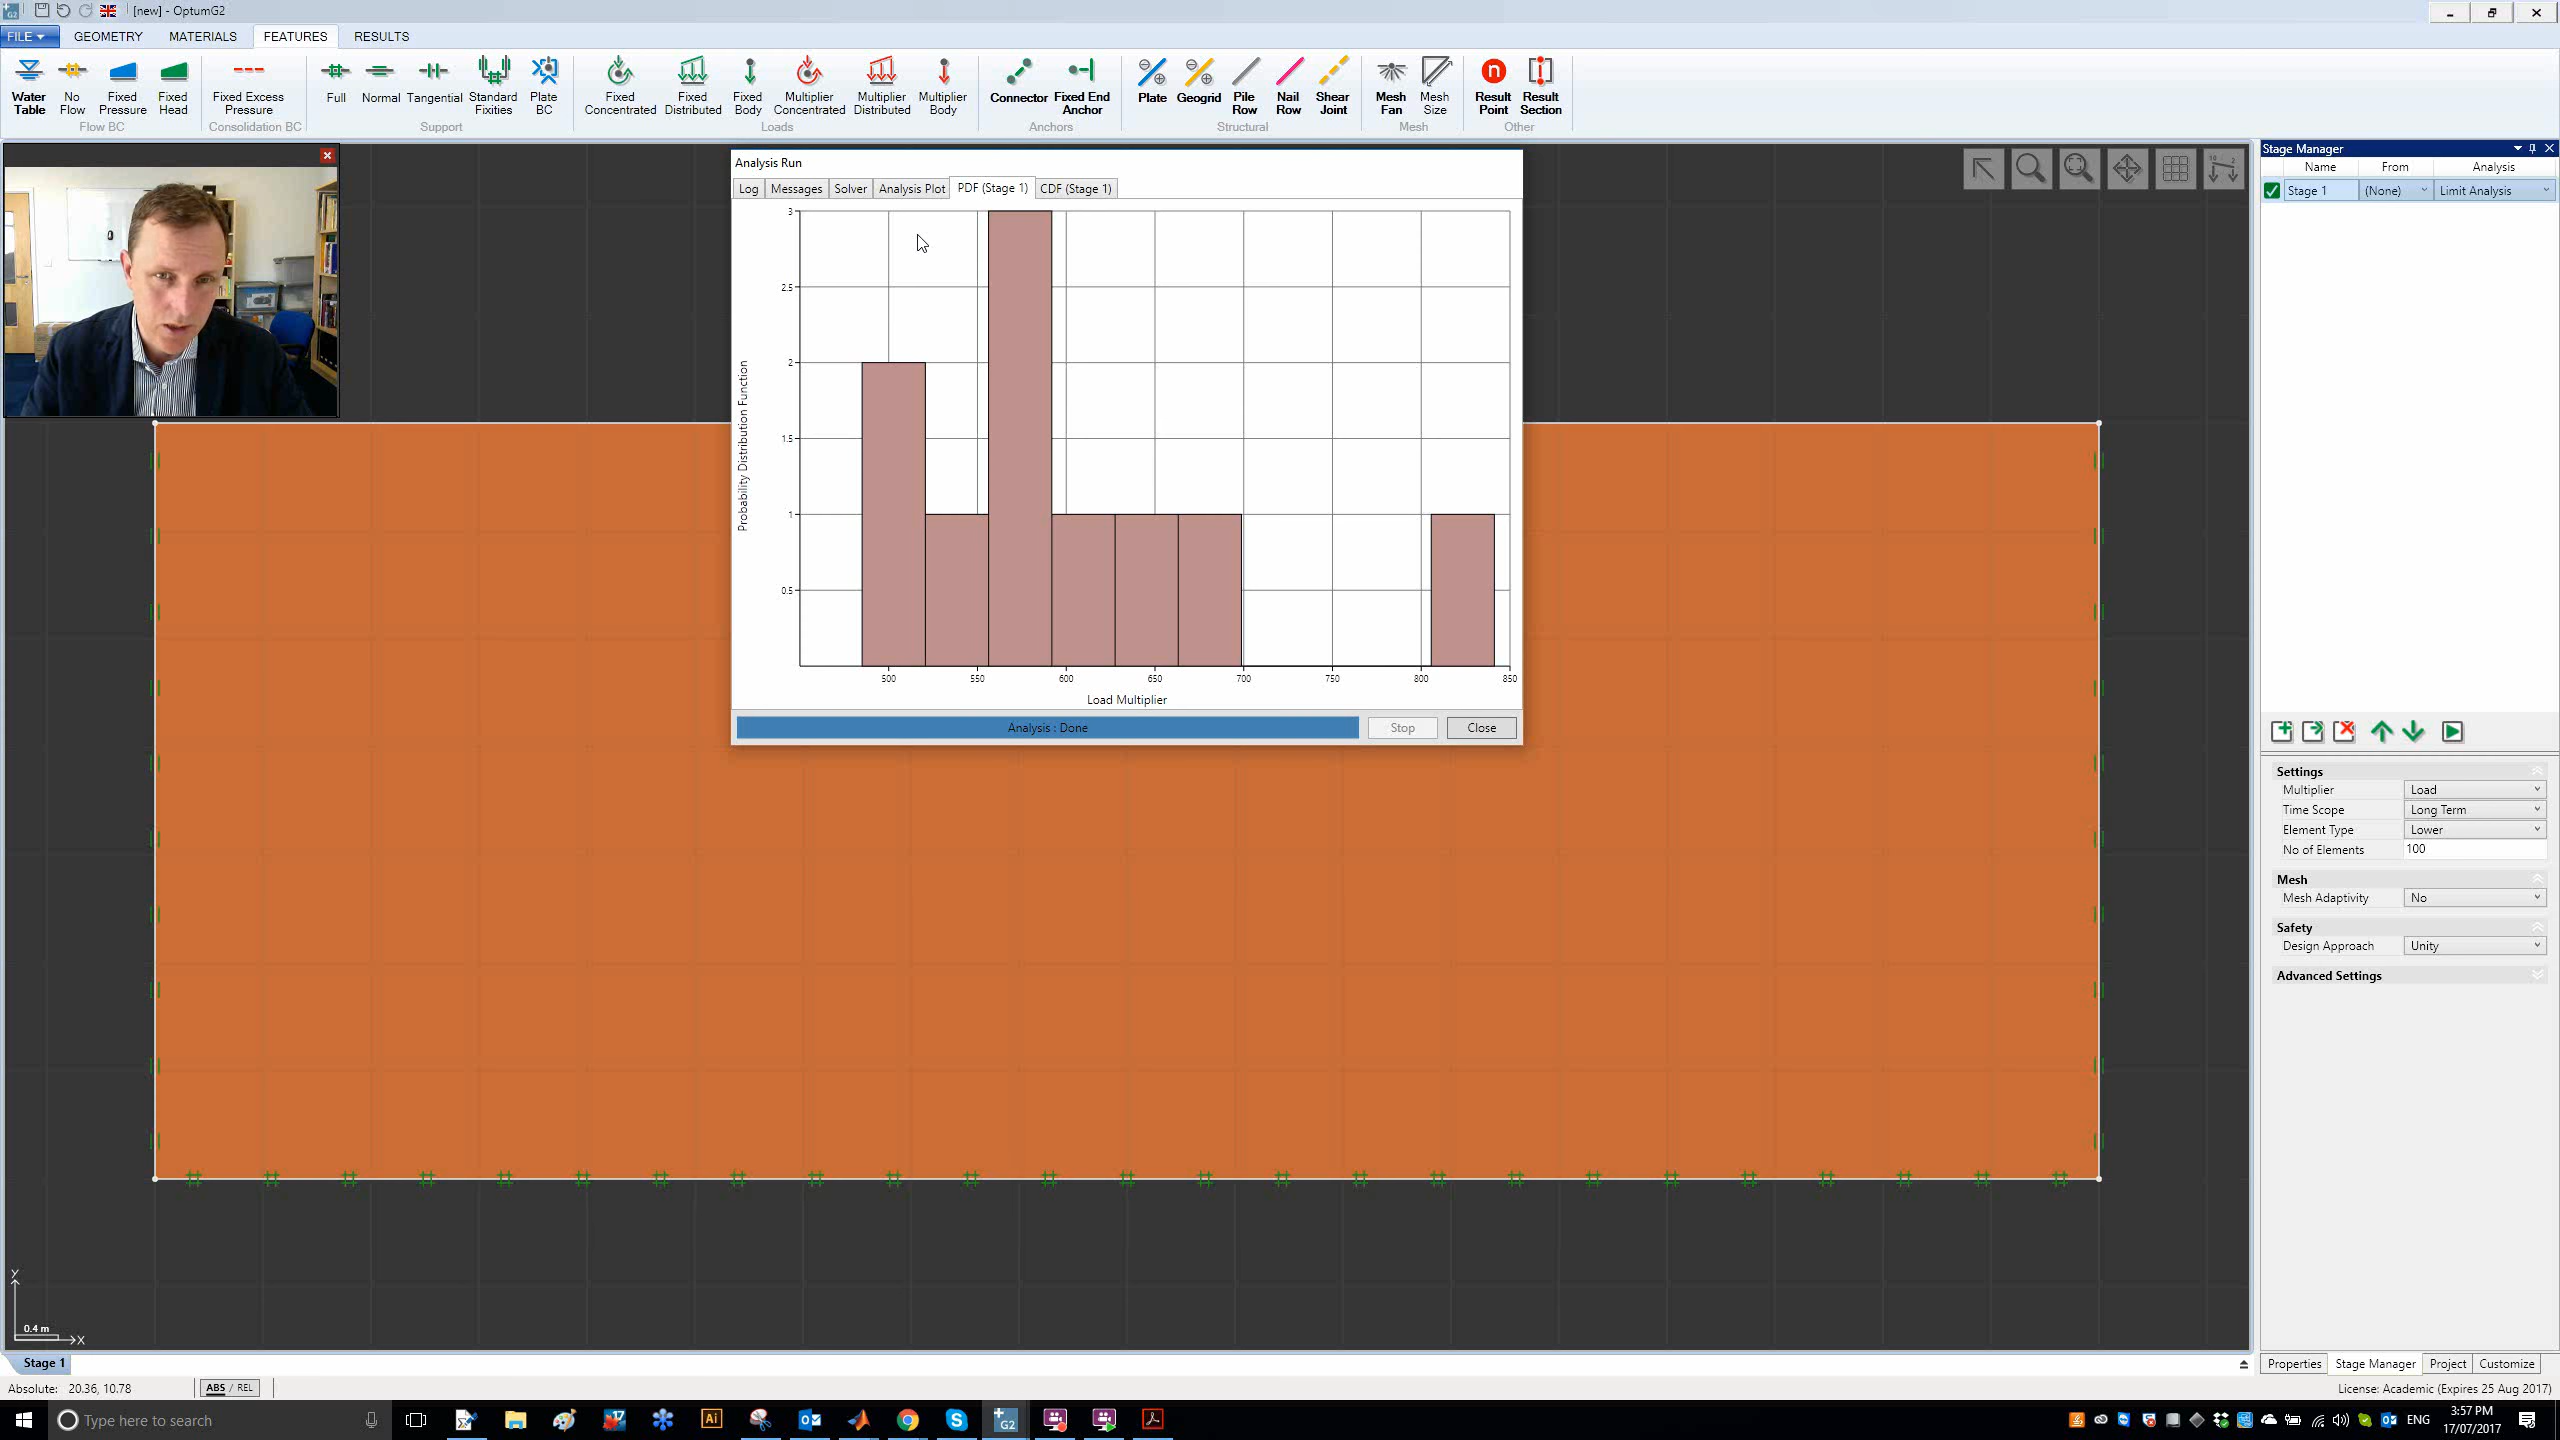 [new] - OptumG2
FILE GEOMETRY MATERIALS FEATURES RESULTS
Water Table
No Flow
Fixed Pressure
Fixed Head
Flow BC
Fixed Excess Pressure
Consolidation BC
Full
Normal
Tangential
Standard Fixities
Plate BC
Support
Fixed Concentrated
Fixed Distributed
Fixed Body
Multiplier Concentrated
Multiplier Distributed
Multiplier Body
Loads
Connector
Fixed End Anchor
Anchors
Plate
Geogrid
Pile Row
Nail Row
Shear Joint
Structural
Mesh Fan
Mesh Size
Mesh
Result Point
Result Section
Other
Analysis Run
Log Messages Solver Analysis Plot PDF (Stage 1) CDF (Stage 1)
Probability Distribution Function
3
2.5
2
1.5
1
0.5
500 550 600 650 700 750 800 850
Load Multiplier
Analysis : Done
Stop
Close
Stage Manager
Name From Analysis
Stage 1 (None) Limit Analysis
Settings
Multiplier Load
Time Scope Long Term
Element Type Lower
No of Elements 100
Mesh
Mesh Adaptivity No
Safety
Design Approach Unity
Advanced Settings
Y
0.4 m
X
Stage 1
Properties Stage Manager Project Customize
Absolute: 20.36, 10.78
ABS / REL
License: Academic (Expires 25 Aug 2017)
Type here to search
Ai
G2
ENG
3:57 PM
17/07/2017